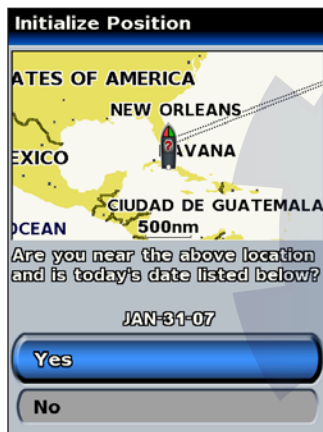 Initialize Position
ATES OF AMERICA
NEW ORLEANS
EXICO
AVANA
CIUDAD DE GUATEMALA
OCEAN
500nm
Are you near the above location
and is today's date listed below?
JAN-31-07
Yes
No